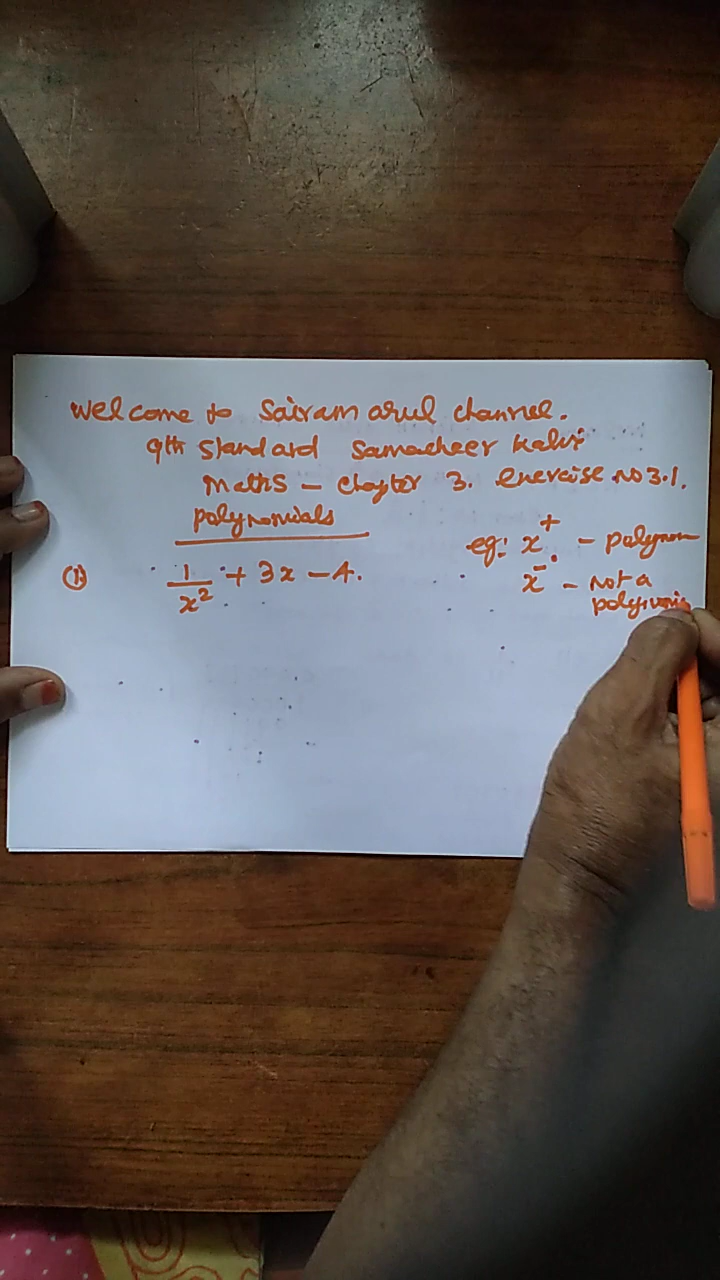 Welcome to Sairam arul channel.
9th Standard Samacheer Kalvi
Maths - Chapter 3. Exercise no 3.1.
Polynomials
eg: x⁺ - polynom
① 1/x² + 3x - 4.
x⁻ - not a